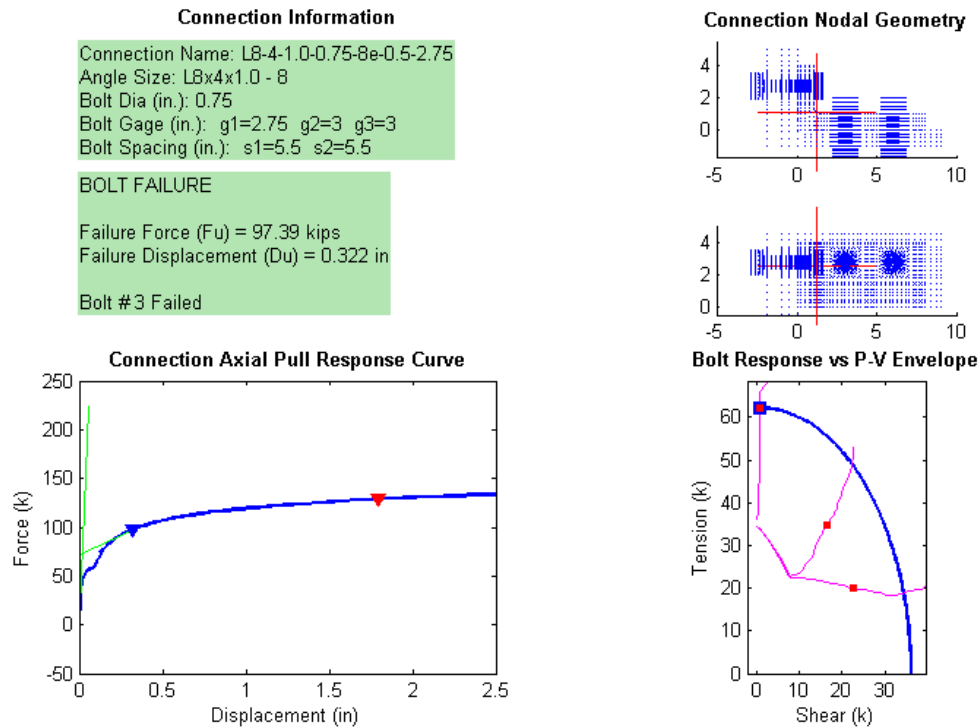 Connection Information
Connection Name: L8-4-1.0-0.75-8e-0.5-2.75
Angle Size: L8x4x1.0 - 8
Bolt Dia (in.): 0.75
Bolt Gage (in.):  g1=2.75  g2=3  g3=3
Bolt Spacing (in.):  s1=5.5  s2=5.5
BOLT FAILURE
Failure Force (Fu) = 97.39 kips
Failure Displacement (Du) = 0.322 in
Bolt #3 Failed
Connection Nodal Geometry
4
2
0
-5
0
5
10
4
2
0
-5
0
5
10
Connection Axial Pull Response Curve
250
200
150
100
50
0
-50
0
0.5
1
1.5
2
2.5
Force (k)
Displacement (in)
Bolt Response vs P-V Envelope
60
50
40
30
20
10
0
0
10
20
30
Tension (k)
Shear (k)